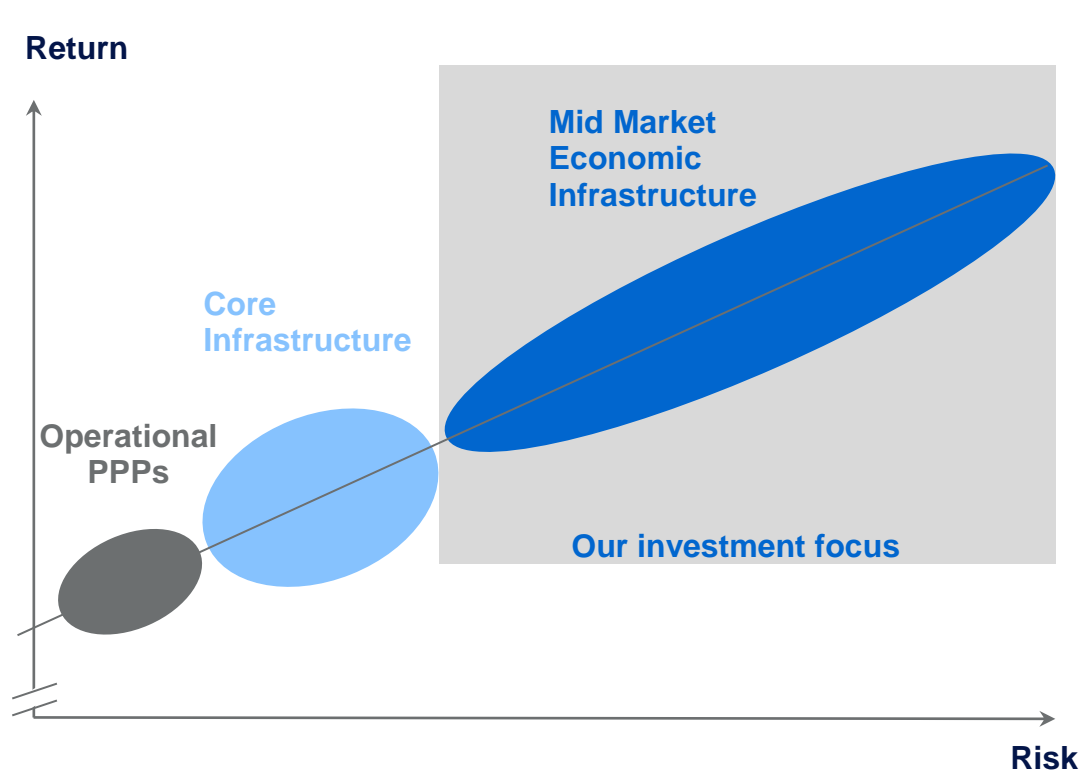 Return
Mid Market
Economic
Infrastructure
Core
Infrastructure
Operational
PPPs
Our investment focus
Risk